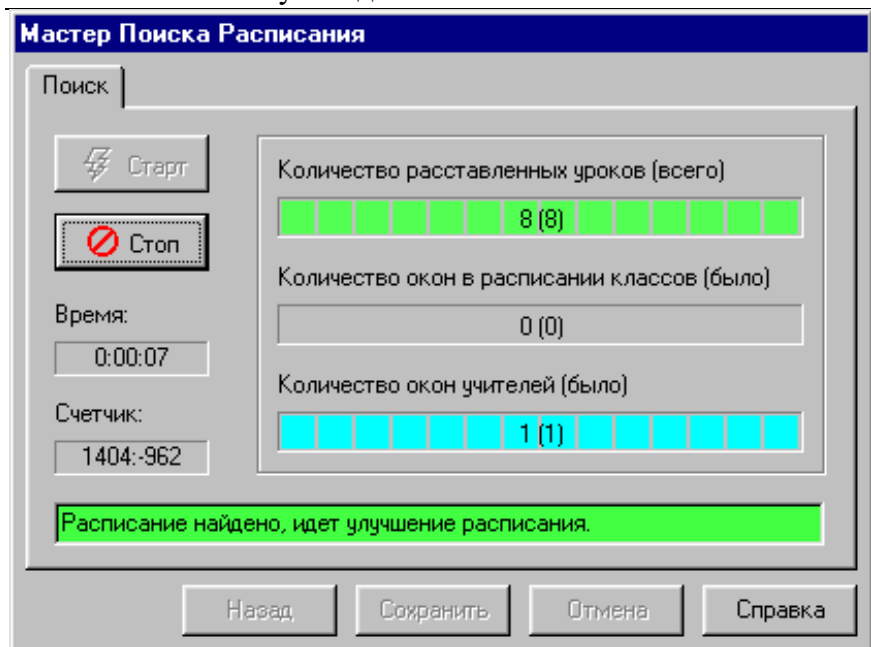 Мастер Поиска Расписания
Поиск
Старт
Стоп
Время:
0:00:07
Счетчик:
1404:-962
Количество расставленных уроков (всего)
8 (8)
Количество окон в расписании классов (было)
0 (0)
Количество окон учителей (было)
1 (1)
Расписание найдено, идет улучшение расписания.
Назад
Сохранить
Отмена
Справка